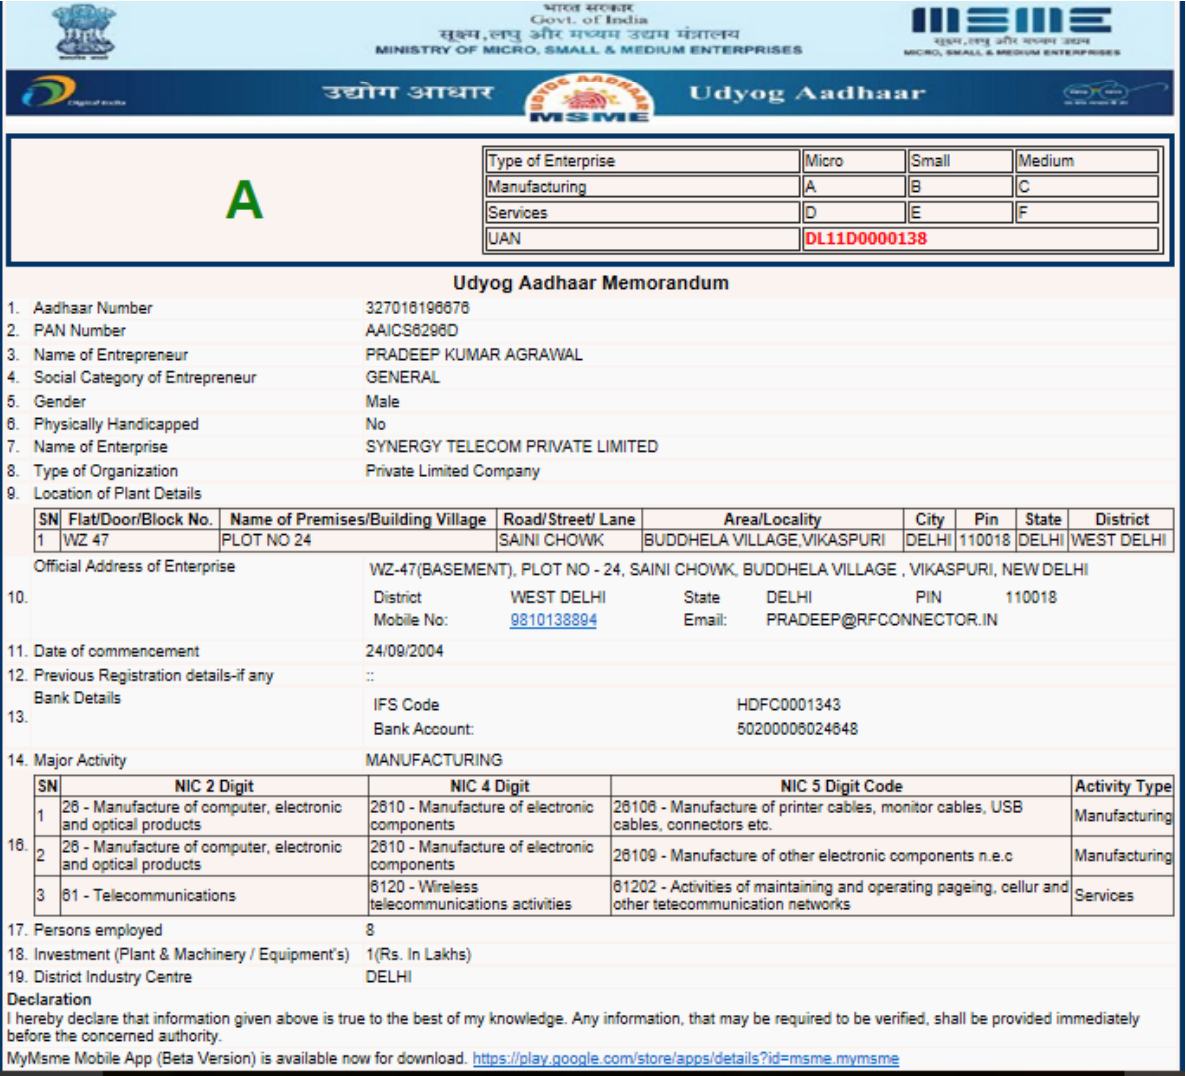 भारत सरकार
Govt. of India
सूक्ष्म,लघु और मध्यम उद्यम मंत्रालय
MINISTRY OF MICRO, SMALL & MEDIUM ENTERPRISES
msme
सूक्ष्म,लघु और मध्यम उद्यम
MICRO, SMALL & MEDIUM ENTERPRISES
Digital India
उद्योग आधार
UDYOG AADHAAR
MSME
Udyog Aadhaar
A
Type of Enterprise Micro Small Medium
Manufacturing A B C
Services D E F
UAN DL11D0000138
Udyog Aadhaar Memorandum
1. Aadhaar Number 327016196676
2. PAN Number AAICS6296D
3. Name of Entrepreneur PRADEEP KUMAR AGRAWAL
4. Social Category of Entrepreneur GENERAL
5. Gender Male
6. Physically Handicapped No
7. Name of Enterprise SYNERGY TELECOM PRIVATE LIMITED
8. Type of Organization Private Limited Company
9. Location of Plant Details
SN Flat/Door/Block No. Name of Premises/Building Village Road/Street/ Lane Area/Locality City Pin State District
1 WZ 47 PLOT NO 24 SAINI CHOWK BUDDHELA VILLAGE,VIKASPURI DELHI 110018 DELHI WEST DELHI
10. Official Address of Enterprise WZ-47(BASEMENT), PLOT NO - 24, SAINI CHOWK, BUDDHELA VILLAGE , VIKASPURI, NEW DELHI
District WEST DELHI State DELHI PIN 110018
Mobile No: 9810138894 Email: PRADEEP@RFCONNECTOR.IN
11. Date of commencement 24/09/2004
12. Previous Registration details-if any ::
13. Bank Details IFS Code HDFC0001343
Bank Account: 50200006024648
14. Major Activity MANUFACTURING
16. SN NIC 2 Digit NIC 4 Digit NIC 5 Digit Code Activity Type
1 26 - Manufacture of computer, electronic and optical products 2610 - Manufacture of electronic components 26106 - Manufacture of printer cables, monitor cables, USB cables, connectors etc. Manufacturing
2 26 - Manufacture of computer, electronic and optical products 2610 - Manufacture of electronic components 26109 - Manufacture of other electronic components n.e.c Manufacturing
3 61 - Telecommunications 6120 - Wireless telecommunications activities 61202 - Activities of maintaining and operating pageing, cellur and other tetecommunication networks Services
17. Persons employed 8
18. Investment (Plant & Machinery / Equipment's) 1(Rs. In Lakhs)
19. District Industry Centre DELHI
Declaration
I hereby declare that information given above is true to the best of my knowledge. Any information, that may be required to be verified, shall be provided immediately
before the concerned authority.
MyMsme Mobile App (Beta Version) is available now for download. https://play.google.com/store/apps/details?id=msme.mymsme